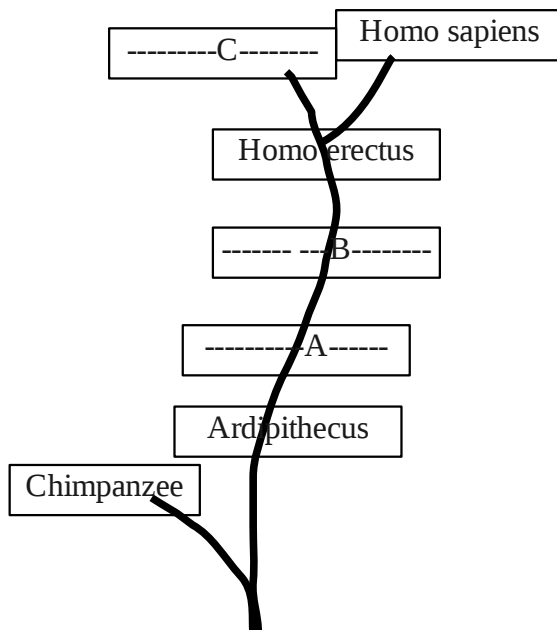 Homo sapiens
---------C--------
Homo erectus
------- ---B---------
----------A------
Ardipithecus
Chimpanzee